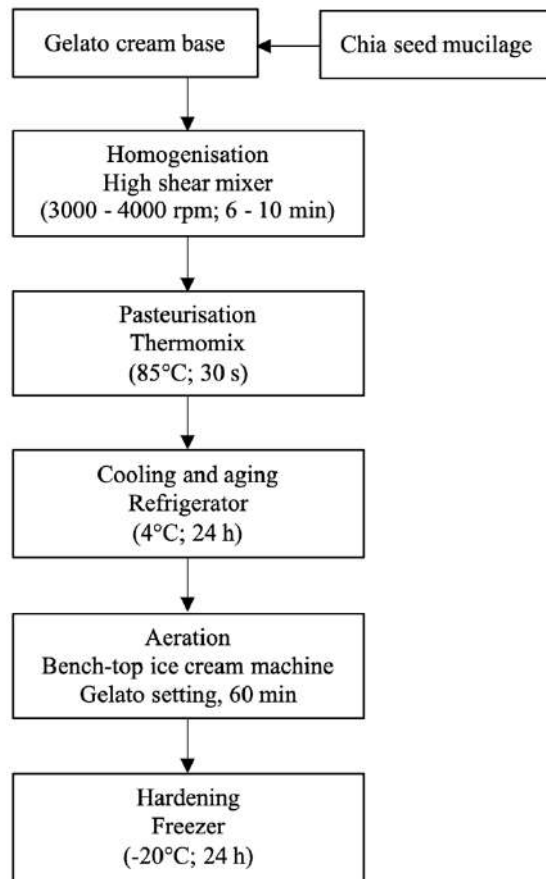 Gelato cream base
Chia seed mucilage
Homogenisation
High shear mixer
(3000 - 4000 rpm; 6 - 10 min)
Pasteurisation
Thermomix
(85°C; 30 s)
Cooling and aging
Refrigerator
(4°C; 24 h)
Aeration
Bench-top ice cream machine
Gelato setting, 60 min
Hardening
Freezer
(-20°C; 24 h)